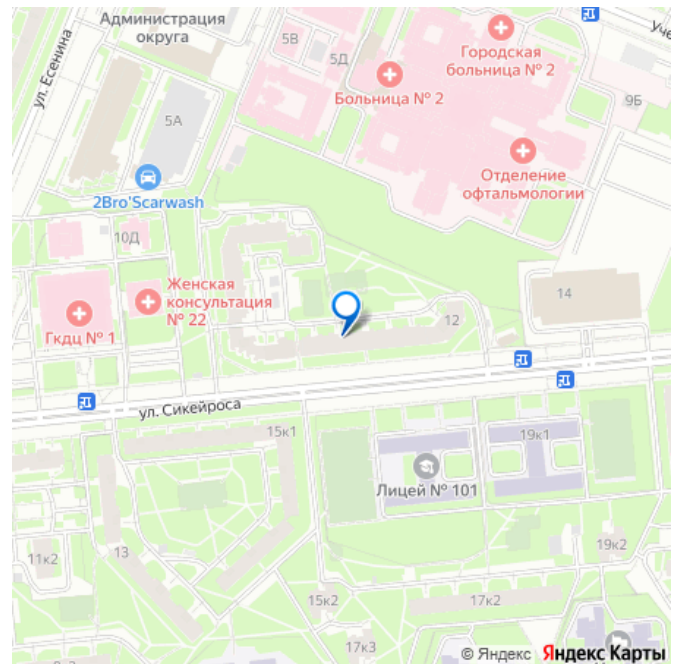 Администрация
округа
ул. Есенина
5В
5Д
Городская
больница № 2
Больница № 2
9Б
5А
Отделение
офтальмологии
2Bro'Scarwash
10Д
Женская
консультация
№ 22
Гкдц № 1
14
12
ул. Сикейроса
15к1
19к1
Лицей № 101
13
11к2
19к2
15к2
17к2
17к3
© Яндекс Яндекс Карты